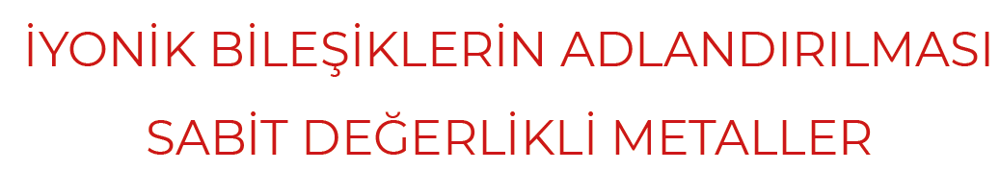 İYONİK BİLEŞİKLERİN ADLANDIRILMASI
SABİT DEĞERLİKLİ METALLER